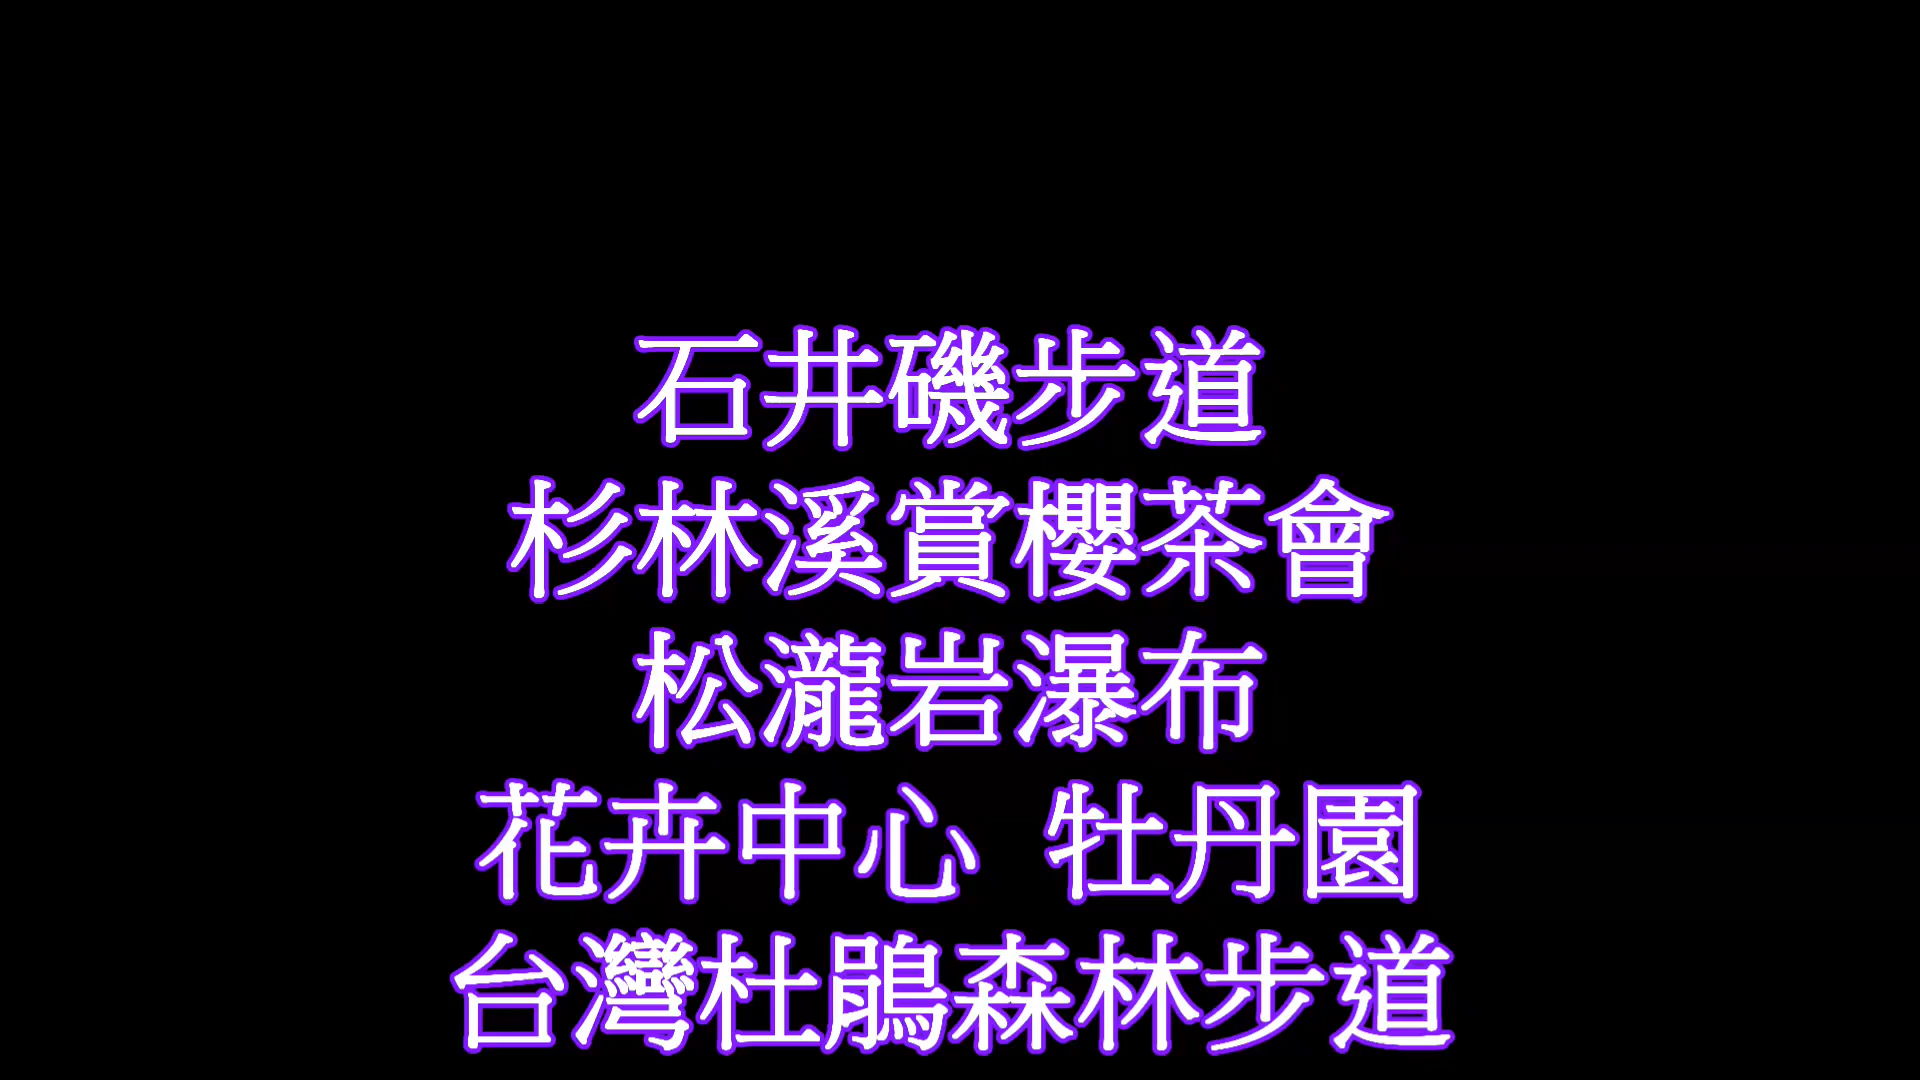 石井磯步道
杉林溪賞櫻茶會
松瀧岩瀑布
花卉中心 牡丹園
台灣杜鵑森林步道